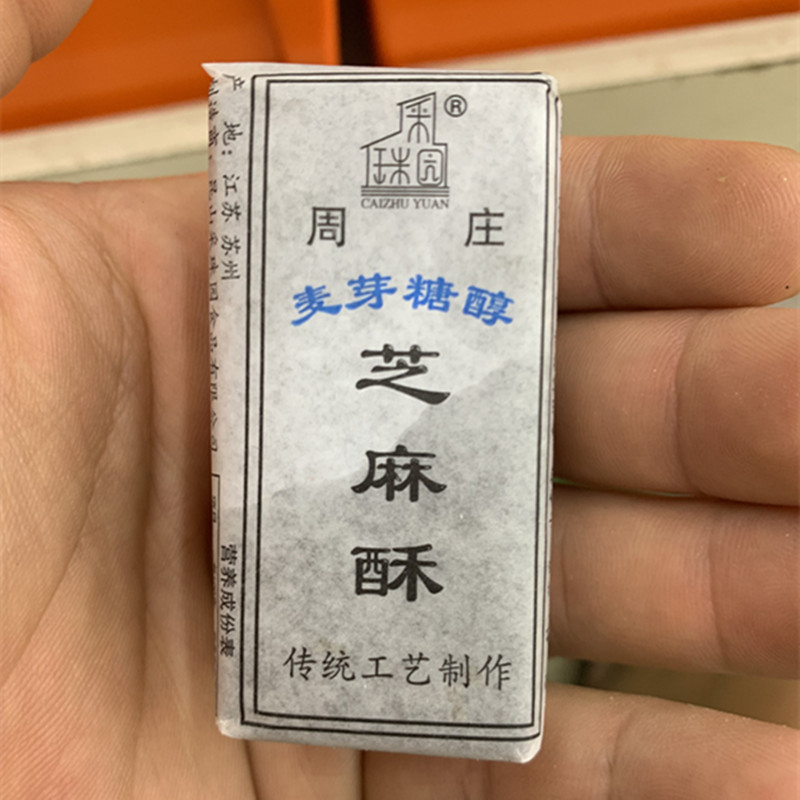 采珠园®
CAIZHU YUAN
周庄
麦芽糖醇
芝
麻
酥
传统工艺制作
产 地：江苏 苏州
营养成份表